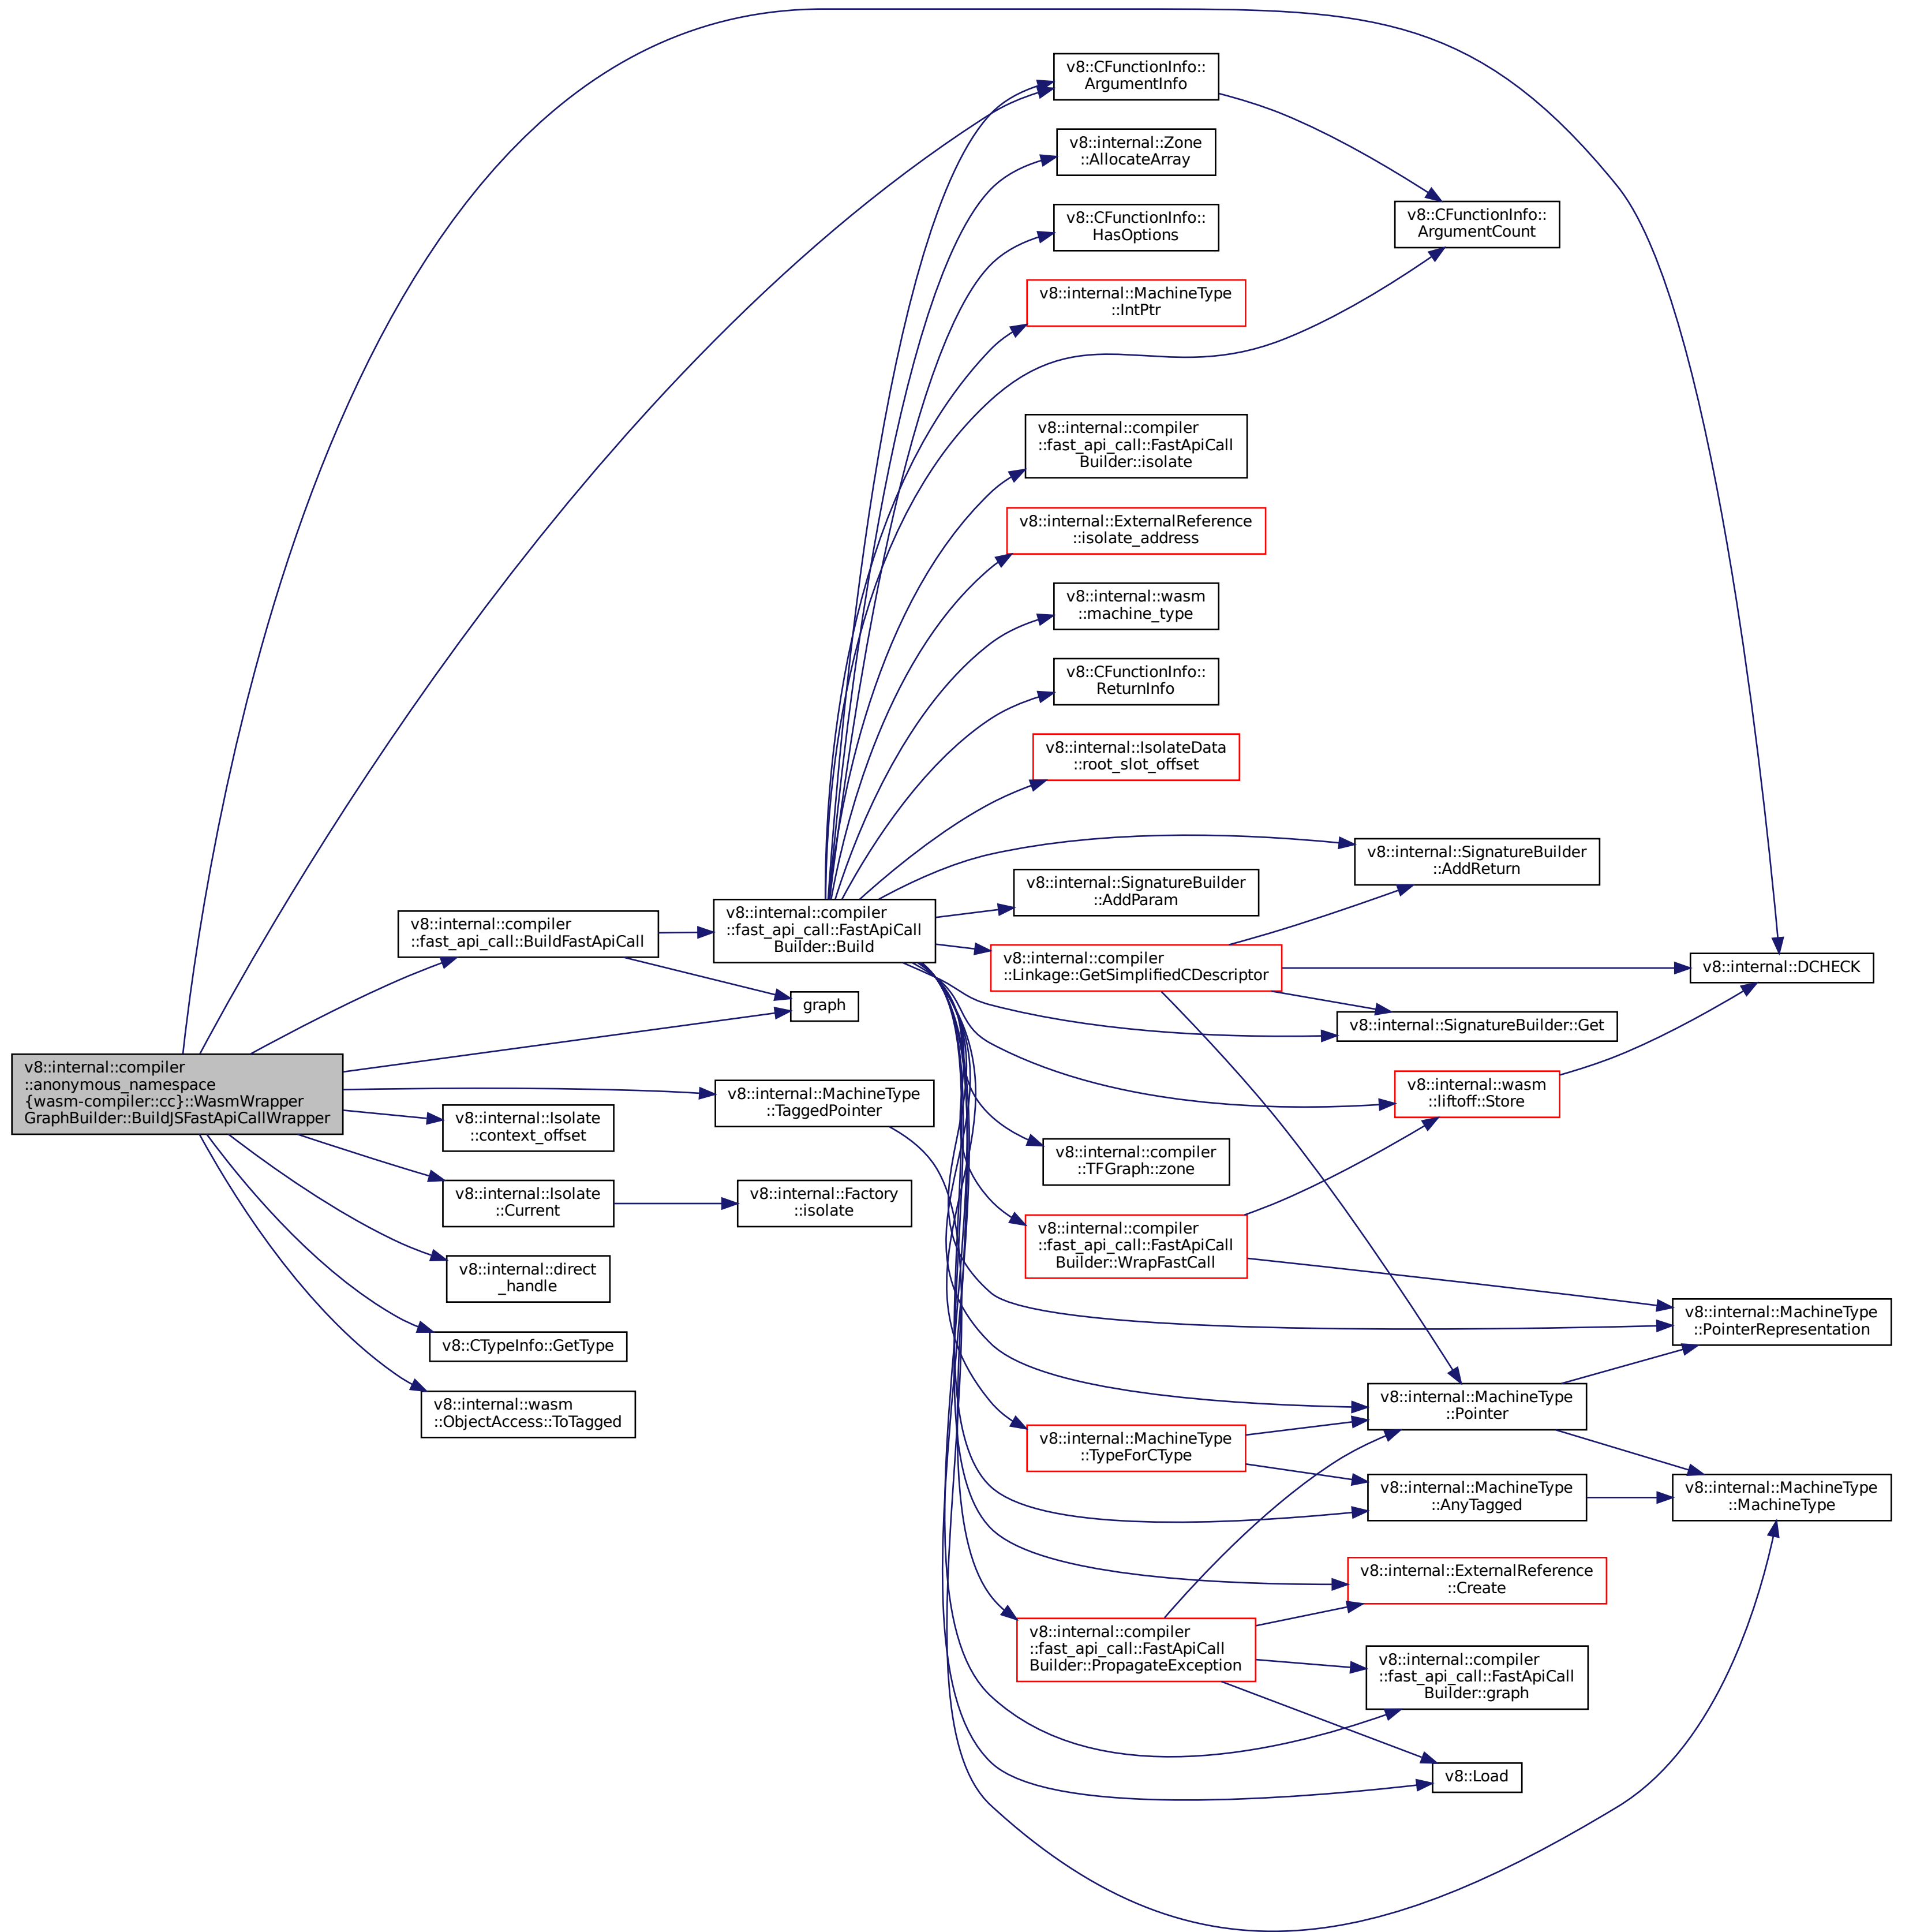 v8::internal::compiler
::anonymous_namespace
{wasm-compiler::cc}::WasmWrapper
GraphBuilder::BuildJSFastApiCallWrapper
v8::internal::compiler
::fast_api_call::BuildFastApiCall
graph
v8::internal::MachineType
::TaggedPointer
v8::internal::Isolate
::context_offset
v8::internal::Isolate
::Current
v8::internal::Factory
::isolate
v8::internal::direct
_handle
v8::CTypeInfo::GetType
v8::internal::wasm
::ObjectAccess::ToTagged
v8::internal::compiler
::fast_api_call::FastApiCall
Builder::Build
v8::CFunctionInfo::
ArgumentInfo
v8::internal::Zone
::AllocateArray
v8::CFunctionInfo::
HasOptions
v8::internal::MachineType
::IntPtr
v8::internal::compiler
::fast_api_call::FastApiCall
Builder::isolate
v8::internal::ExternalReference
::isolate_address
v8::internal::wasm
::machine_type
v8::CFunctionInfo::
ReturnInfo
v8::internal::IsolateData
::root_slot_offset
v8::internal::SignatureBuilder
::AddParam
v8::internal::compiler
::Linkage::GetSimplifiedCDescriptor
v8::internal::compiler
::TFGraph::zone
v8::internal::compiler
::fast_api_call::FastApiCall
Builder::WrapFastCall
v8::internal::MachineType
::TypeForCType
v8::internal::compiler
::fast_api_call::FastApiCall
Builder::PropagateException
v8::CFunctionInfo::
ArgumentCount
v8::internal::SignatureBuilder
::AddReturn
v8::internal::SignatureBuilder::Get
v8::internal::wasm
::liftoff::Store
v8::internal::MachineType
::Pointer
v8::internal::MachineType
::AnyTagged
v8::internal::ExternalReference
::Create
v8::internal::compiler
::fast_api_call::FastApiCall
Builder::graph
v8::Load
v8::internal::DCHECK
v8::internal::MachineType
::PointerRepresentation
v8::internal::MachineType
::MachineType